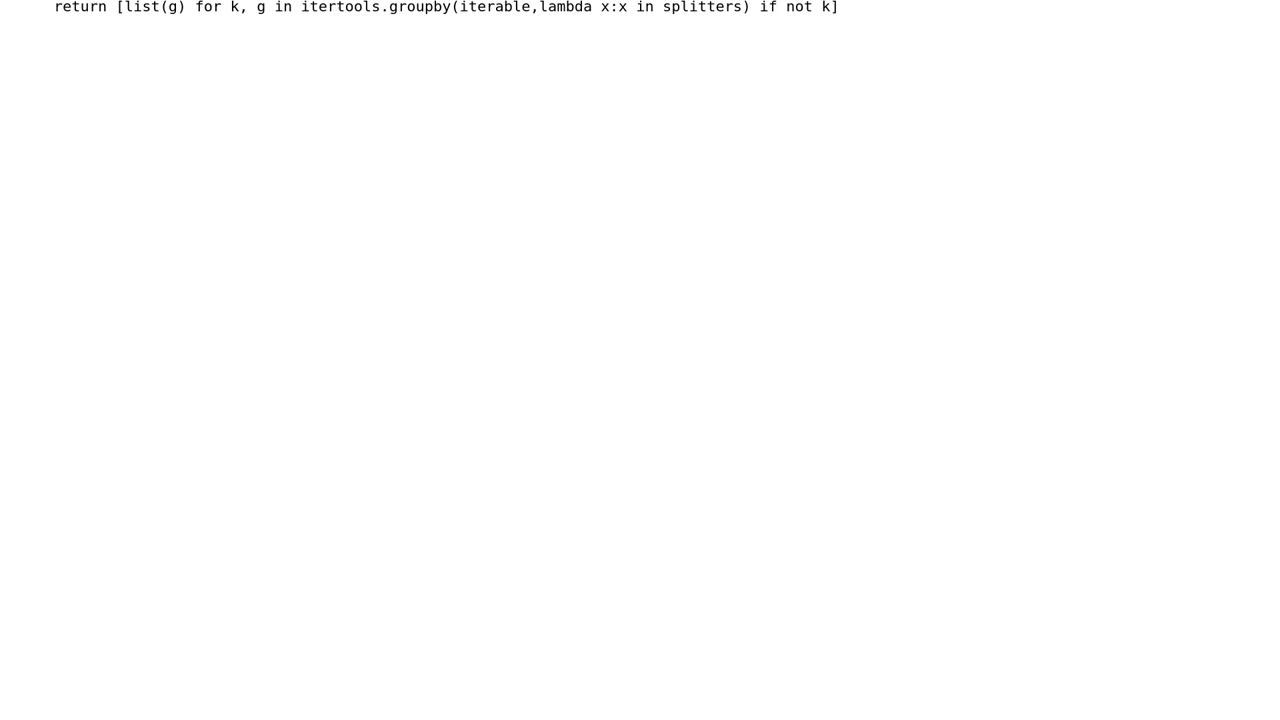 return [list(g) for k, g in itertools.groupby(iterable,lambda x:x in splitters) if not k]